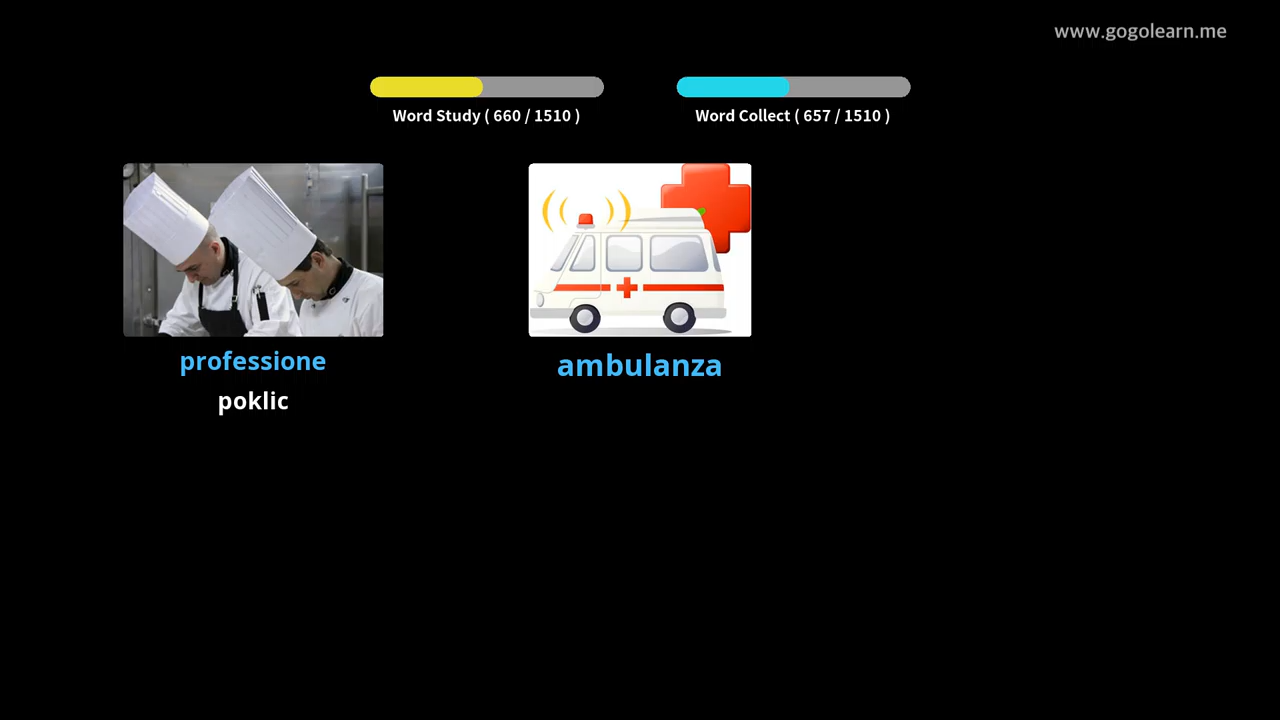 www.gogolearn.me
Word Study ( 660 / 1510 )
Word Collect ( 657 / 1510 )
professione
poklic
ambulanza